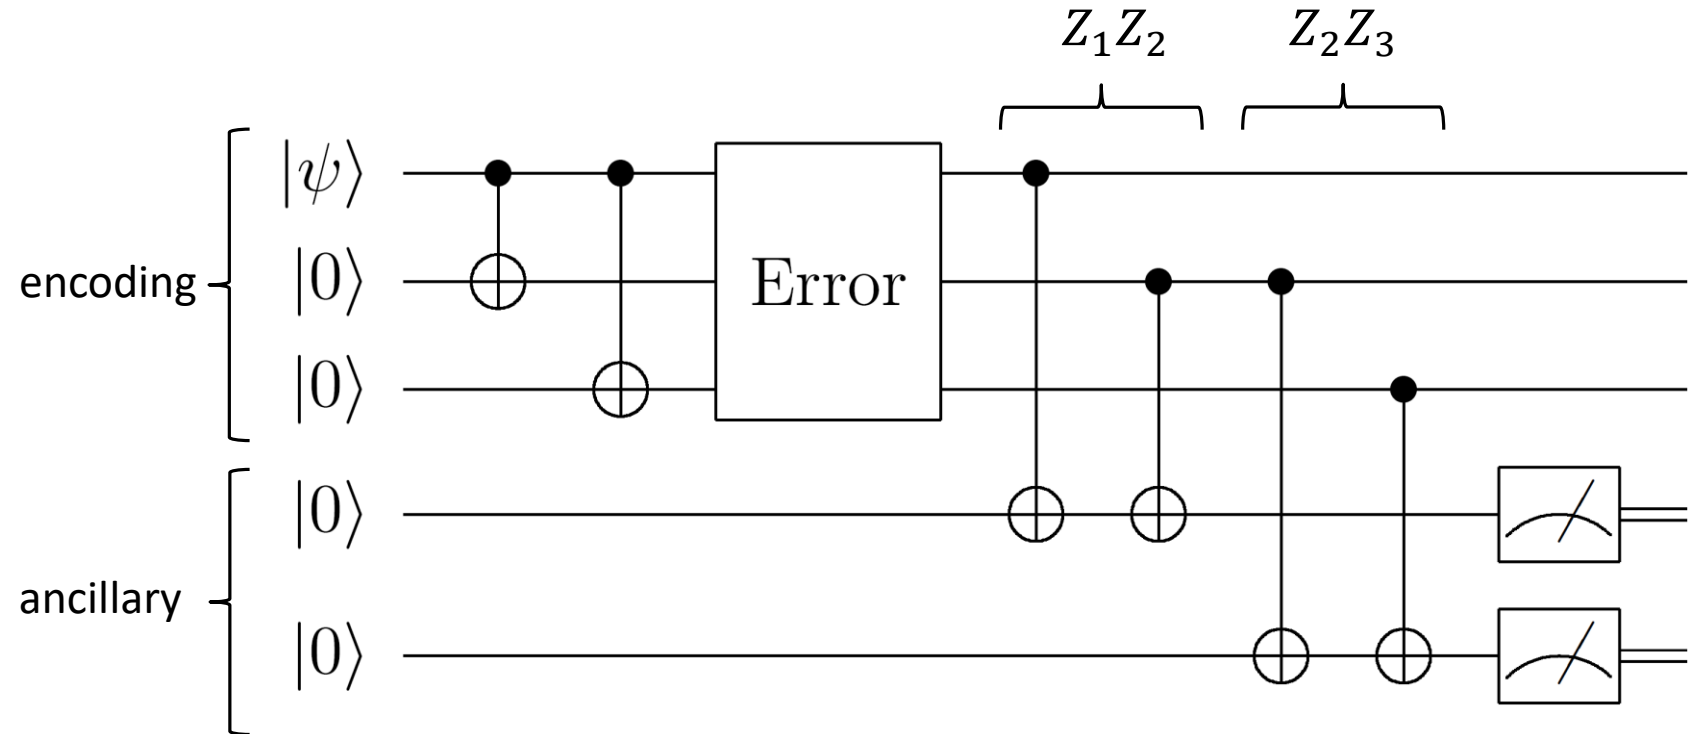 Z₁Z₂ Z₂Z₃
|ψ⟩
encoding |0⟩ Error
|0⟩
|0⟩
ancillary
|0⟩